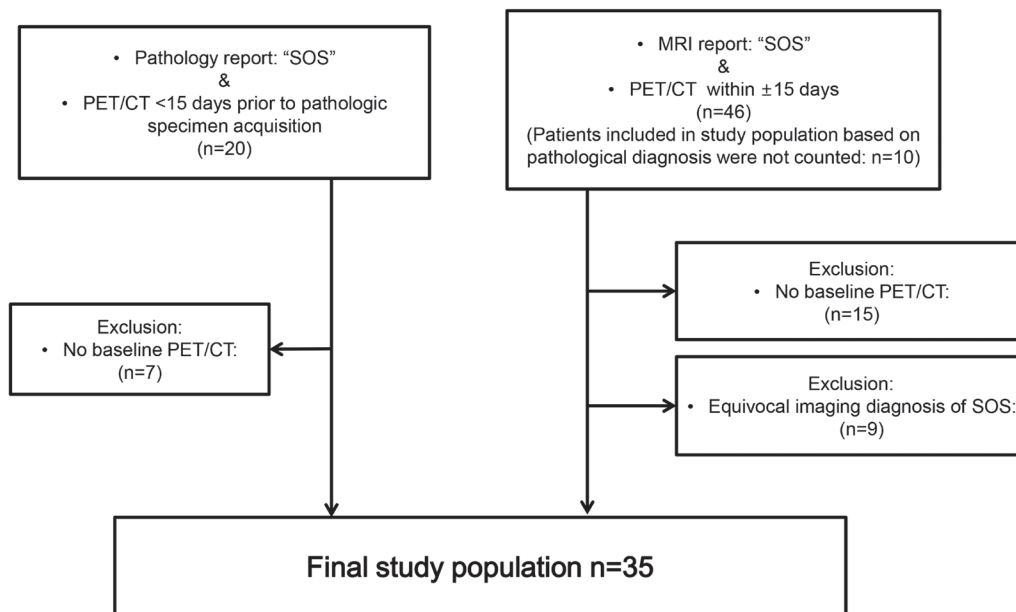 • Pathology report: “SOS”
&
• PET/CT <15 days prior to pathologic
specimen acquisition
(n=20)
• MRI report: “SOS”
&
• PET/CT within ±15 days
(n=46)
(Patients included in study population based on
pathological diagnosis were not counted: n=10)
Exclusion:
• No baseline PET/CT:
(n=7)
Exclusion:
• No baseline PET/CT:
(n=15)
Exclusion:
• Equivocal imaging diagnosis of SOS:
(n=9)
Final study population n=35